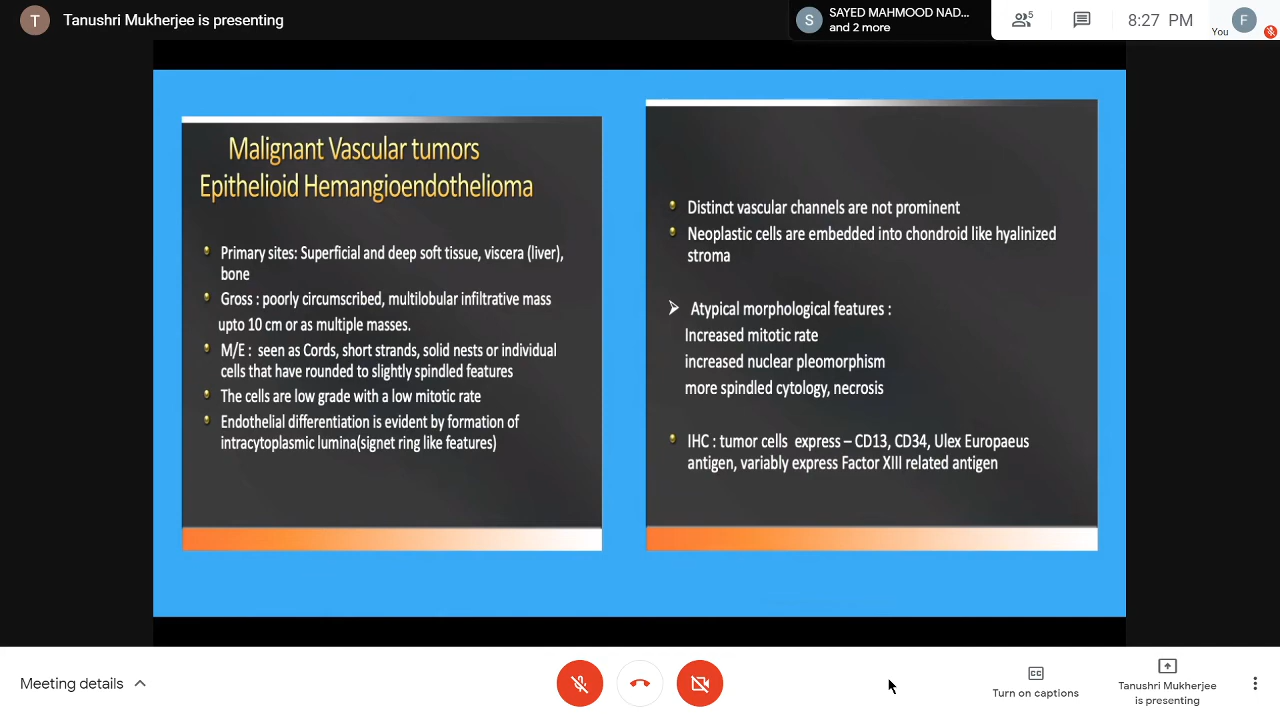 T
Tanushri Mukherjee is presenting
S
SAYED MAHMOOD NAD...
and 2 more
5
8:27 PM
You
F
Malignant Vascular tumors
Epithelioid Hemangioendothelioma
Primary sites: Superficial and deep soft tissue, viscera (liver),
bone
Gross : poorly circumscribed, multilobular infiltrative mass
upto 10 cm or as multiple masses.
M/E : seen as Cords, short strands, solid nests or individual
cells that have rounded to slightly spindled features
The cells are low grade with a low mitotic rate
Endothelial differentiation is evident by formation of
intracytoplasmic lumina(signet ring like features)
Distinct vascular channels are not prominent
Neoplastic cells are embedded into chondroid like hyalinized
stroma
Atypical morphological features :
Increased mitotic rate
increased nuclear pleomorphism
more spindled cytology, necrosis
IHC : tumor cells express – CD13, CD34, Ulex Europaeus
antigen, variably express Factor XIII related antigen
Meeting details
CC
Turn on captions
Tanushri Mukherjee
is presenting